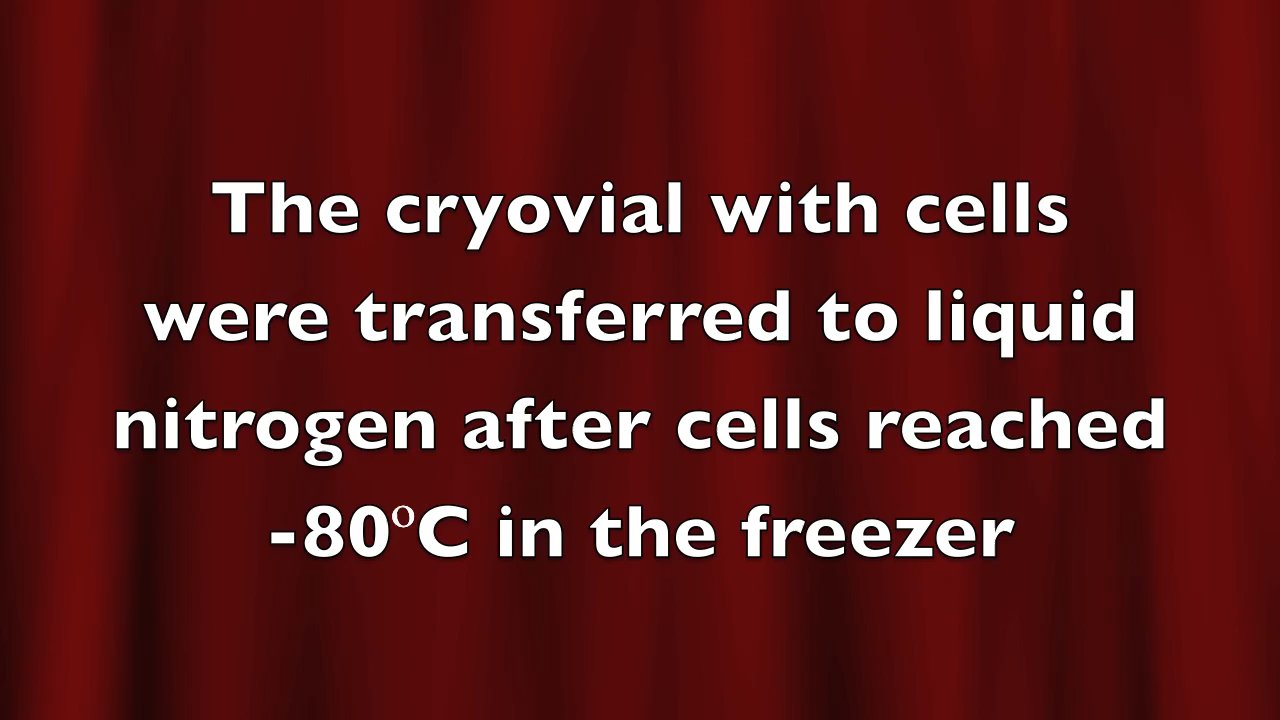 The cryovial with cells
were transferred to liquid
nitrogen after cells reached
-80ºC in the freezer